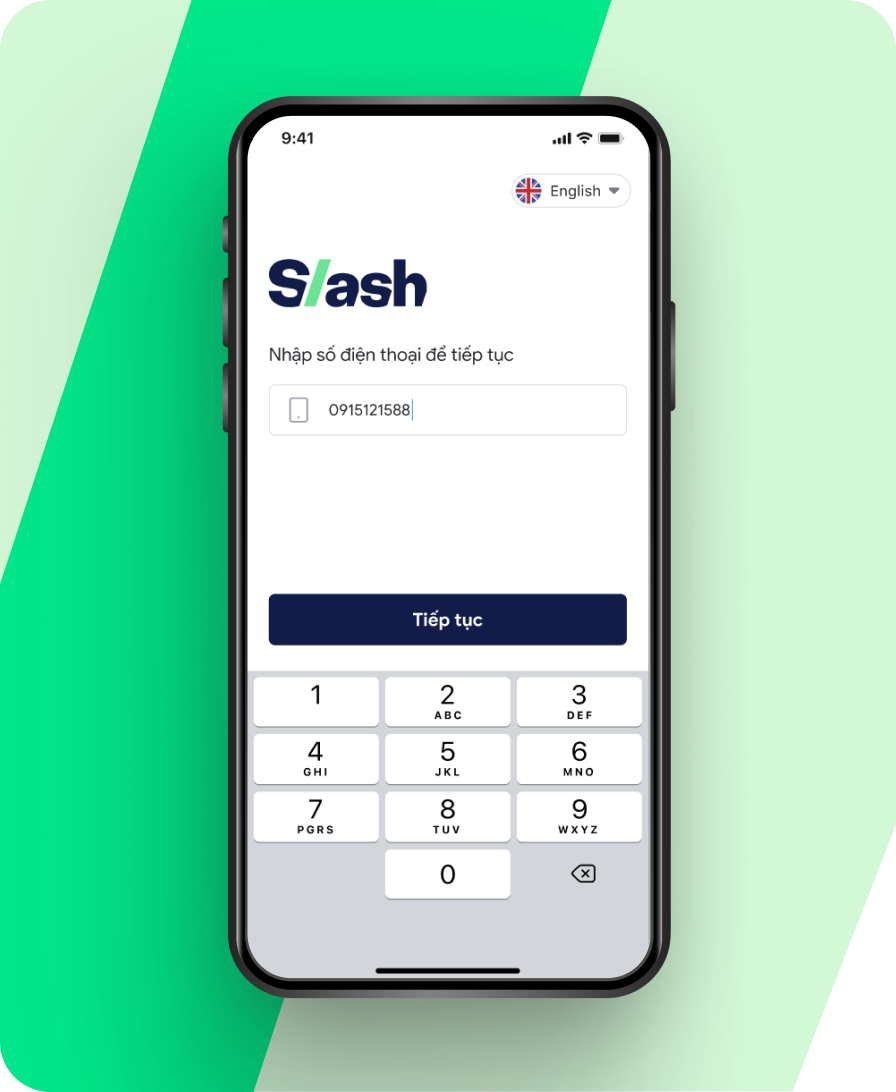 9:41
English
Slash
Nhập số điện thoại để tiếp tục
0915121588
Tiếp tục
1
2
ABC
3
DEF
4
GHI
5
JKL
6
MNO
7
PGRS
8
TUV
9
WXYZ
0